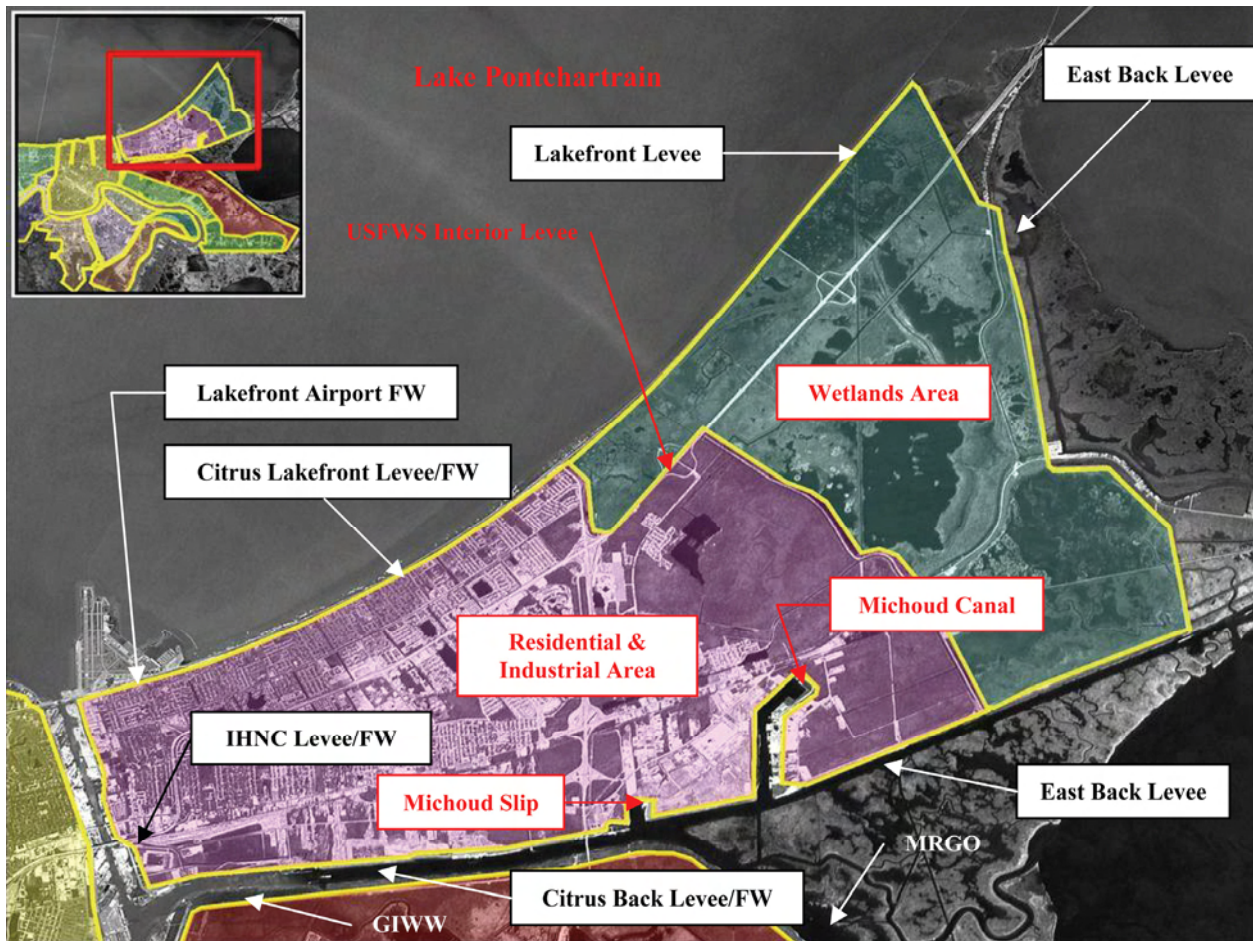 Lake Pontchartrain
East Back Levee
Lakefront Levee
USFWS Interior Levee
Lakefront Airport FW
Wetlands Area
Citrus Lakefront Levee/FW
Michoud Canal
Residential &
Industrial Area
IHNC Levee/FW
Michoud Slip
East Back Levee
MRGO
Citrus Back Levee/FW
GIWW